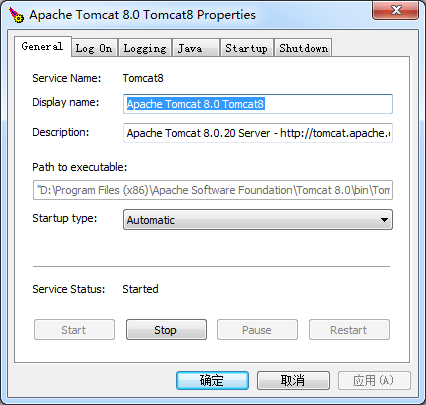 Apache Tomcat 8.0 Tomcat8 Properties
General Log On Logging Java Startup Shutdown
Service Name: Tomcat8
Display name: Apache Tomcat 8.0 Tomcat8
Description: Apache Tomcat 8.0.20 Server - http://tomcat.apache.
Path to executable:
"D:\Program Files (x86)\Apache Software Foundation\Tomcat 8.0\bin\Tom
Startup type: Automatic
Service Status: Started
Start Stop Pause Restart
确定 取消 应用(A)